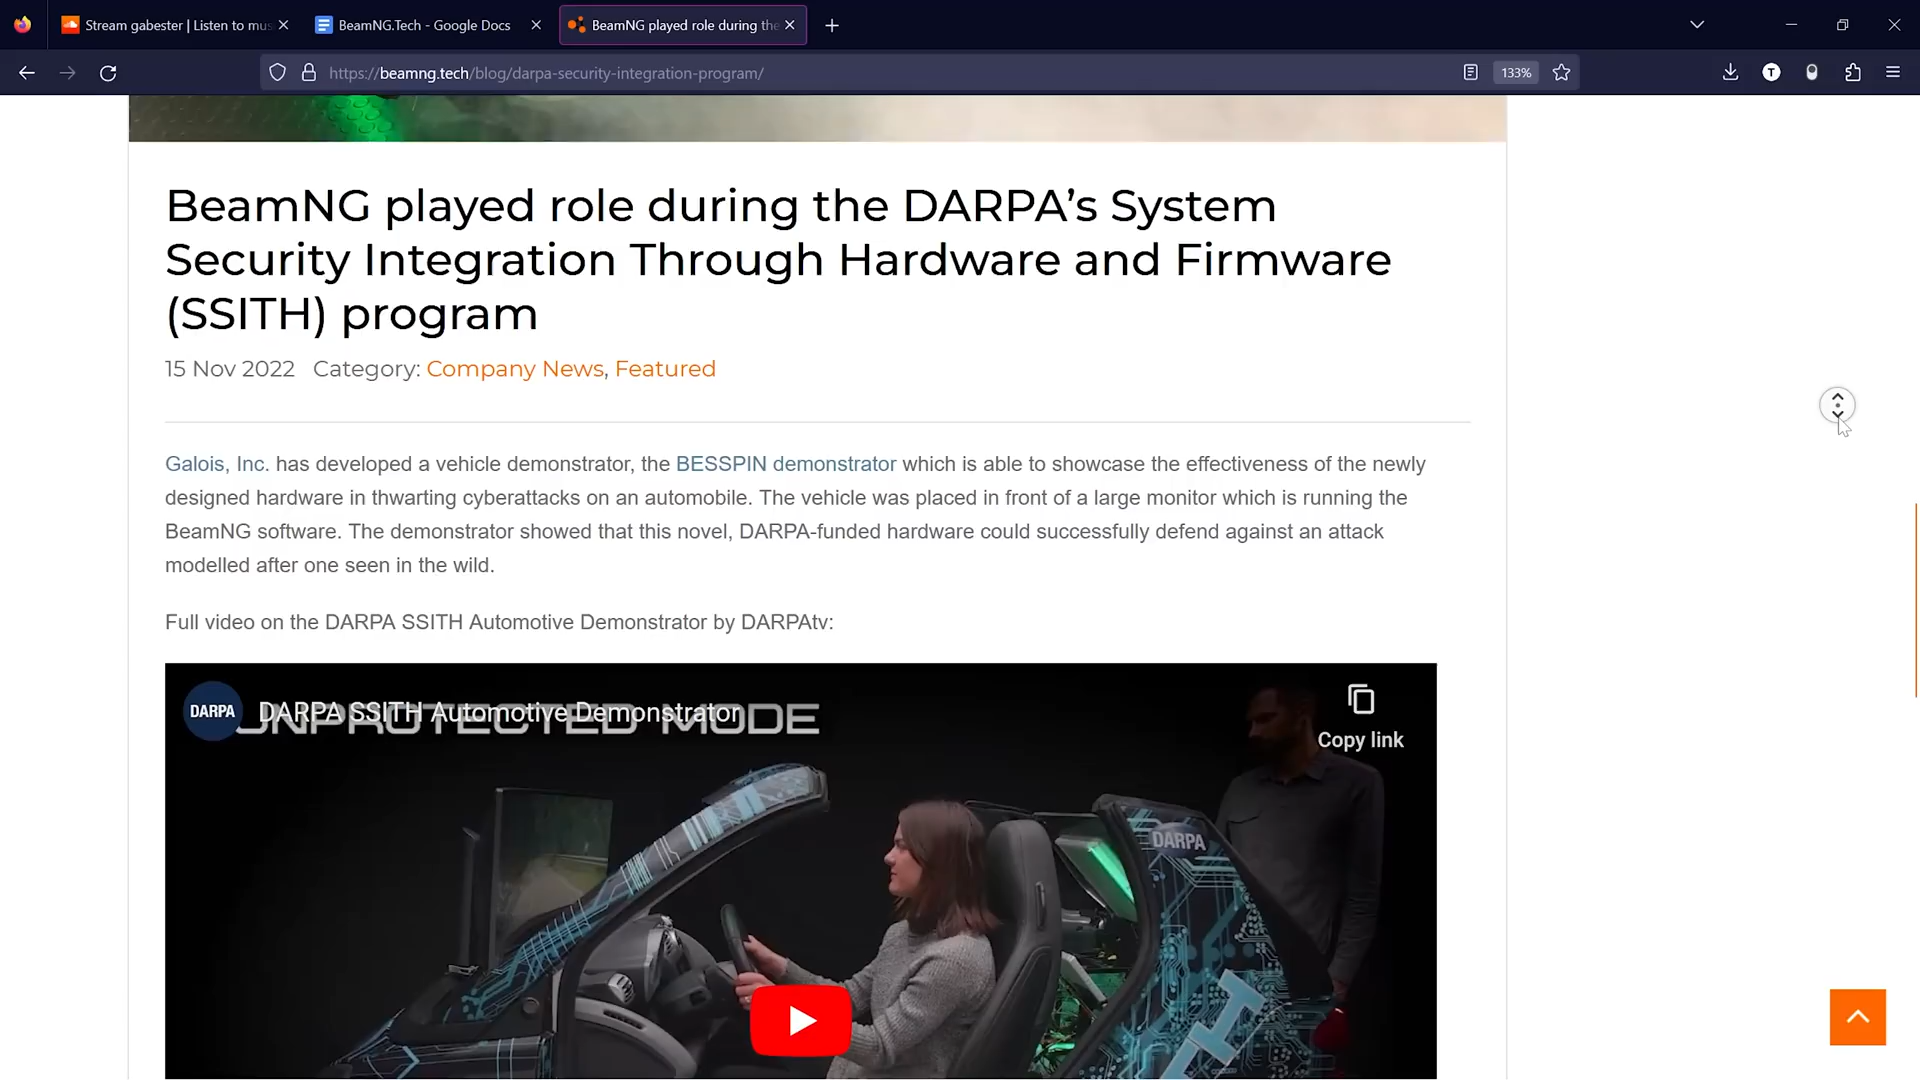 Stream gabester | Listen to mus
BeamNG.Tech - Google Docs
BeamNG played role during the
https://beamng.tech/blog/darpa-security-integration-program/
133%
T
BeamNG played role during the DARPA's System
Security Integration Through Hardware and Firmware
(SSITH) program
15 Nov 2022 Category: Company News, Featured
Galois, Inc. has developed a vehicle demonstrator, the BESSPIN demonstrator which is able to showcase the effectiveness of the newly
designed hardware in thwarting cyberattacks on an automobile. The vehicle was placed in front of a large monitor which is running the
BeamNG software. The demonstrator showed that this novel, DARPA-funded hardware could successfully defend against an attack
modelled after one seen in the wild.
Full video on the DARPA SSITH Automotive Demonstrator by DARPAtv:
DARPA
DARPA SSITH Automotive Demonstrator
UNPROTECTED MODE
Copy link
DARPA